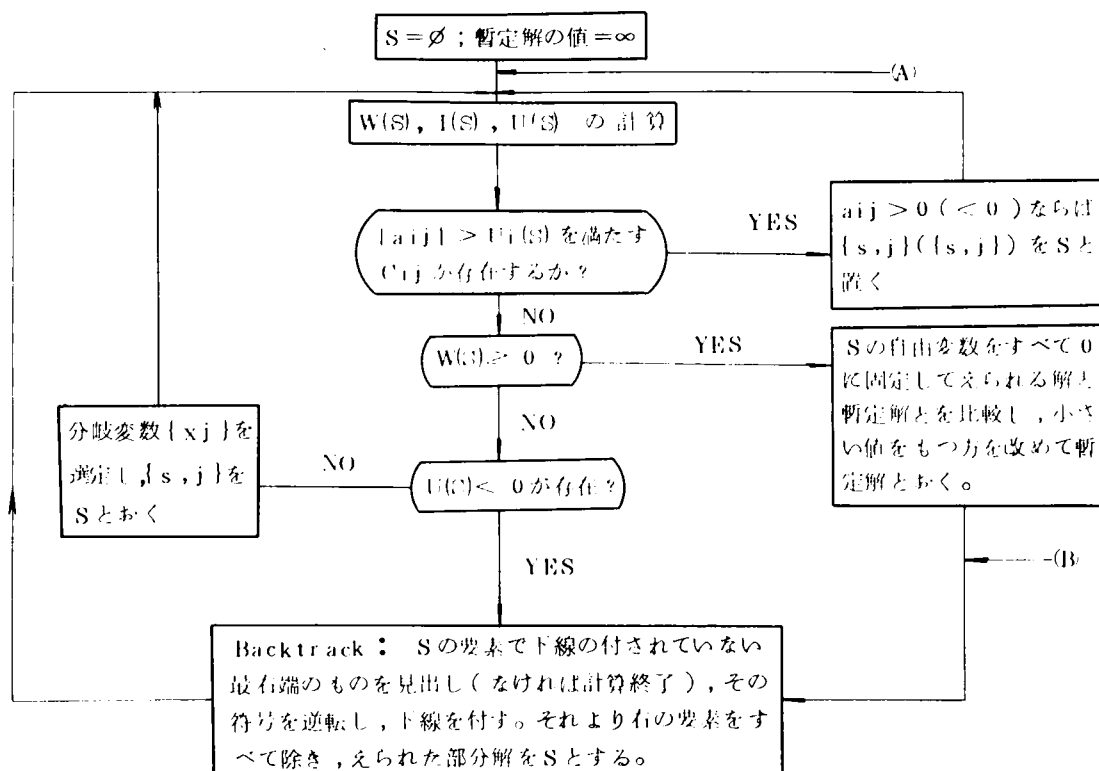 S=∅;暫定解の値=∞
(A)
W(S), I(S), U(S) の計算
|aij| > Ui(S) を満たす
Cijが存在するか?
YES
aij > 0 ( < 0 ) ならば
{s, j} ({s, j}) をSと
置く
NO
W(S) ≥ 0 ?
YES
Sの自由変数をすべて0
に固定してえられる解と
暫定解とを比較し,小さ
い値をもつ方を改めて暫
定解とおく。
NO
分岐変数{xj}を
選定し,{s, j}を
Sとおく
NO
U(S)< 0が存在?
YES
(B)
Backtrack: Sの要素で下線の付されていない
最右端のものを見出し(なければ計算終了),その
符号を逆転し,下線を付す。それより右の要素をす
べて除き,えられた部分解をSとする。